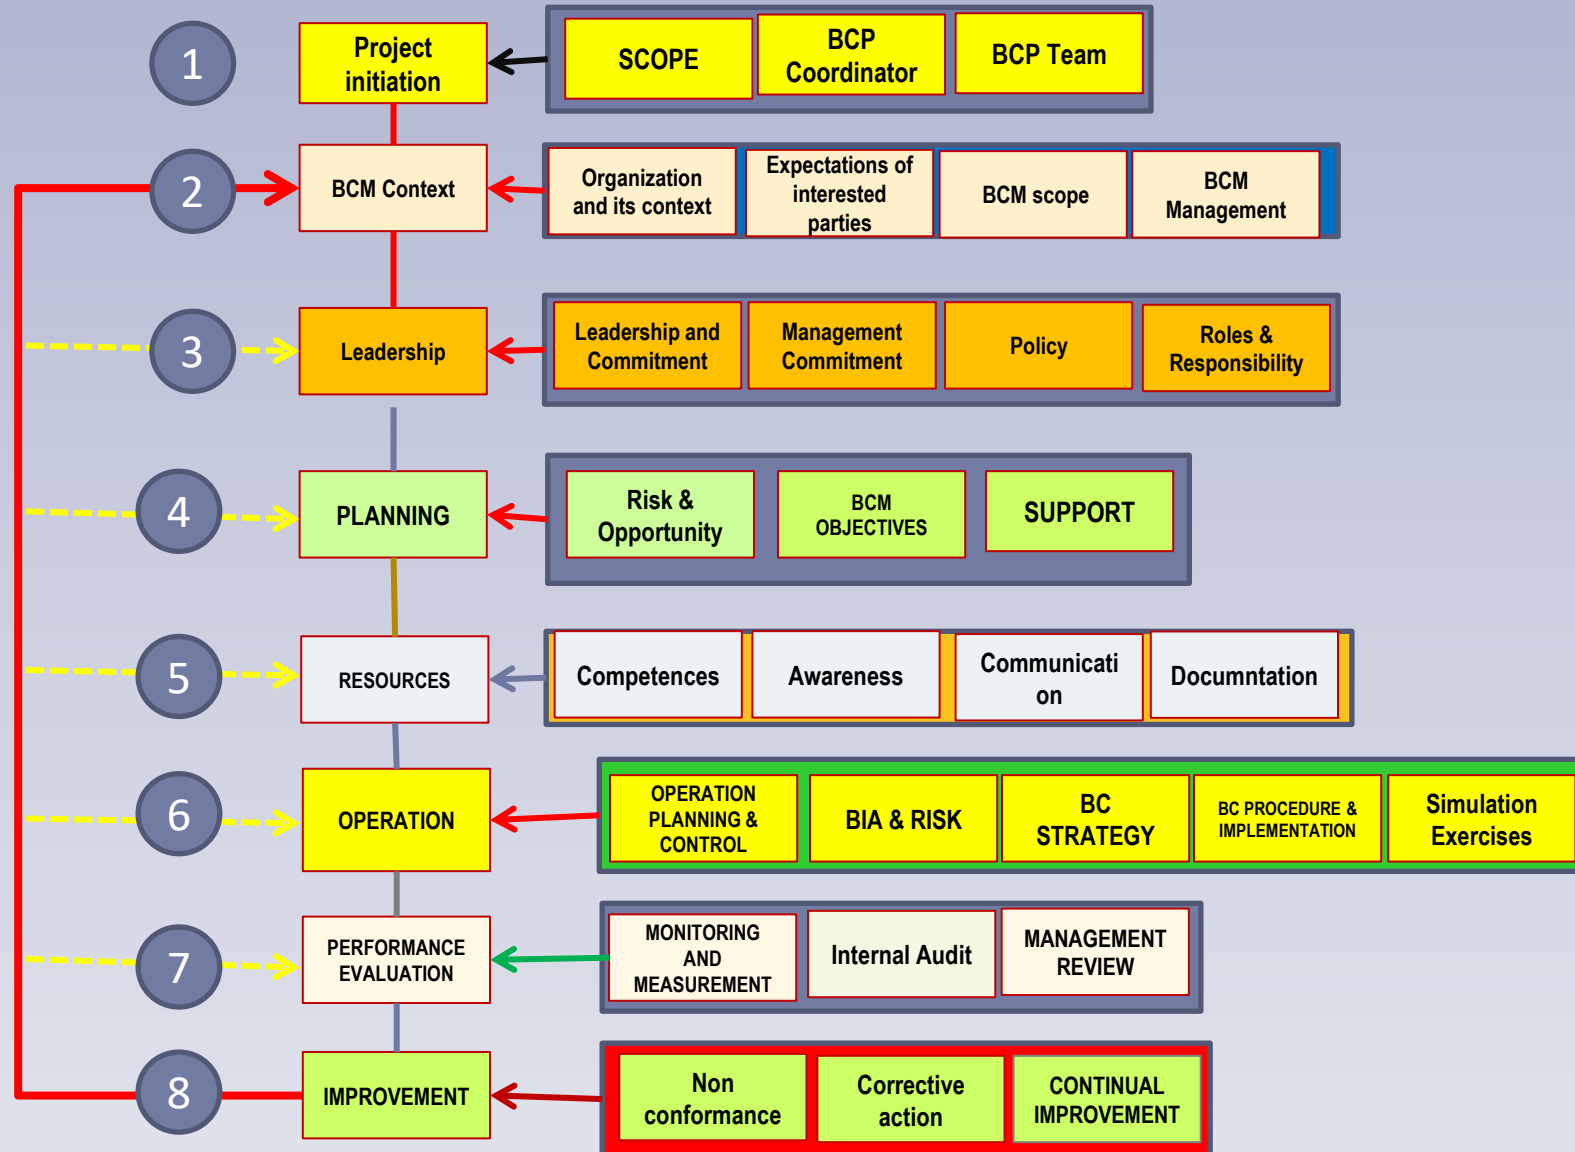 1
Project
initiation
SCOPE
BCP
Coordinator
BCP Team
2
BCM Context
Organization
and its context
Expectations of
interested
parties
BCM scope
BCM
Management
3
Leadership
Leadership and
Commitment
Management
Commitment
Policy
Roles &
Responsibility
4
PLANNING
Risk &
Opportunity
BCM
OBJECTIVES
SUPPORT
5
RESOURCES
Competences
Awareness
Communicati
on
Documntation
6
OPERATION
OPERATION
PLANNING &
CONTROL
BIA & RISK
BC
STRATEGY
BC PROCEDURE &
IMPLEMENTATION
Simulation
Exercises
7
PERFORMANCE
EVALUATION
MONITORING
AND
MEASUREMENT
Internal Audit
MANAGEMENT
REVIEW
8
IMPROVEMENT
Non
conformance
Corrective
action
CONTINUAL
IMPROVEMENT